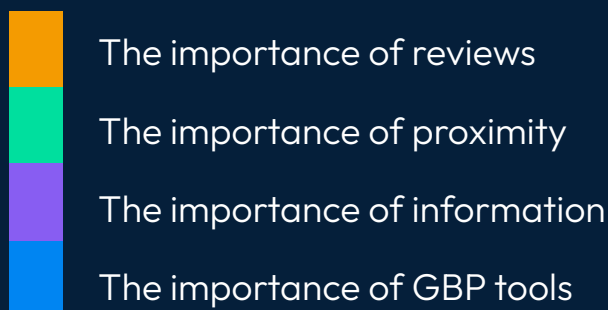 The importance of reviews
The importance of proximity
The importance of information
The importance of GBP tools